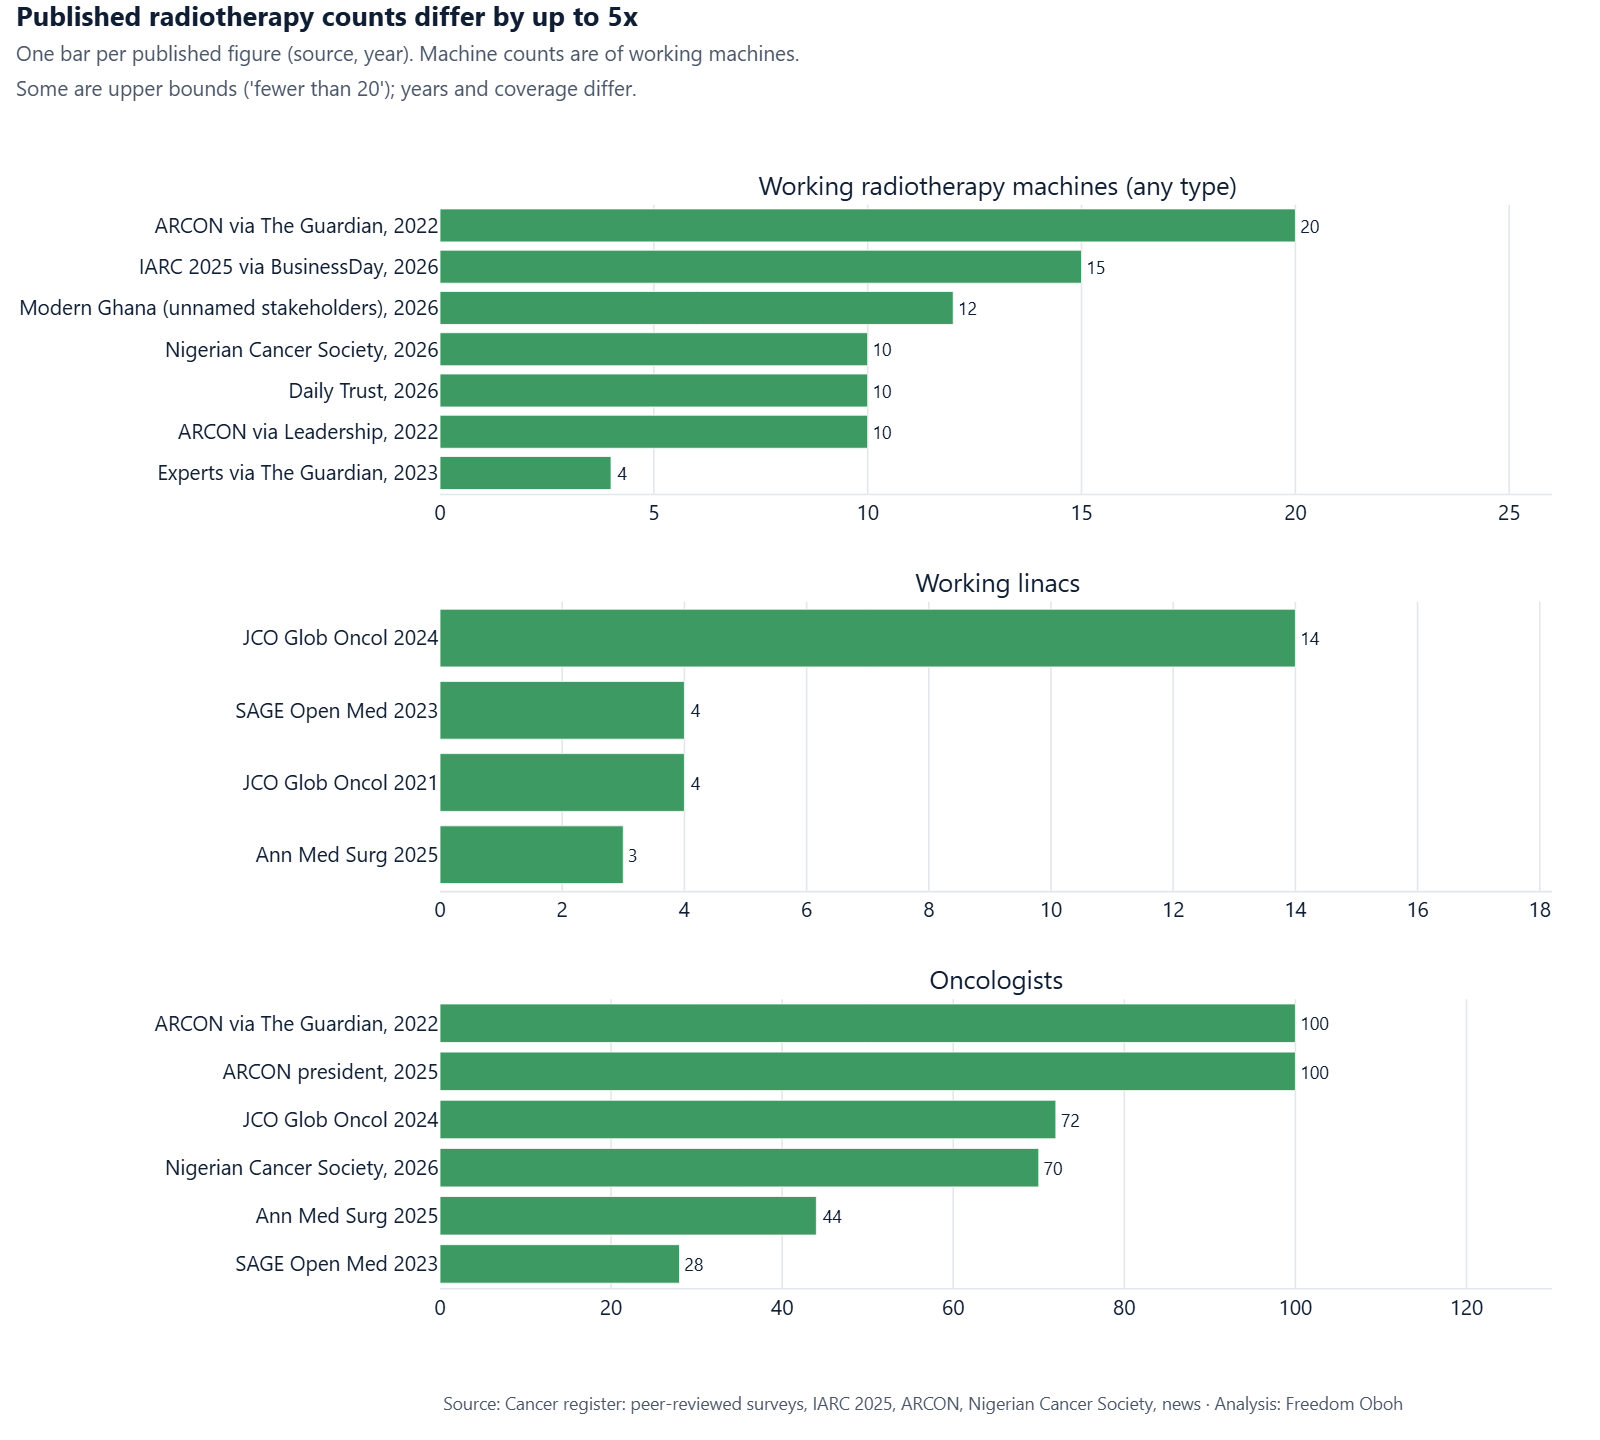 Published radiotherapy counts differ by up to 5x
One bar per published figure (source, year). Machine counts are of working machines.
Some are upper bounds ('fewer than 20'); years and coverage differ.
Working radiotherapy machines (any type)
ARCON via The Guardian, 2022 20
IARC 2025 via BusinessDay, 2026 15
Modern Ghana (unnamed stakeholders), 2026 12
Nigerian Cancer Society, 2026 10
Daily Trust, 2026 10
ARCON via Leadership, 2022 10
Experts via The Guardian, 2023 4
0 5 10 15 20 25
Working linacs
JCO Glob Oncol 2024 14
SAGE Open Med 2023 4
JCO Glob Oncol 2021 4
Ann Med Surg 2025 3
0 2 4 6 8 10 12 14 16 18
Oncologists
ARCON via The Guardian, 2022 100
ARCON president, 2025 100
JCO Glob Oncol 2024 72
Nigerian Cancer Society, 2026 70
Ann Med Surg 2025 44
SAGE Open Med 2023 28
0 20 40 60 80 100 120
Source: Cancer register: peer-reviewed surveys, IARC 2025, ARCON, Nigerian Cancer Society, news · Analysis: Freedom Oboh